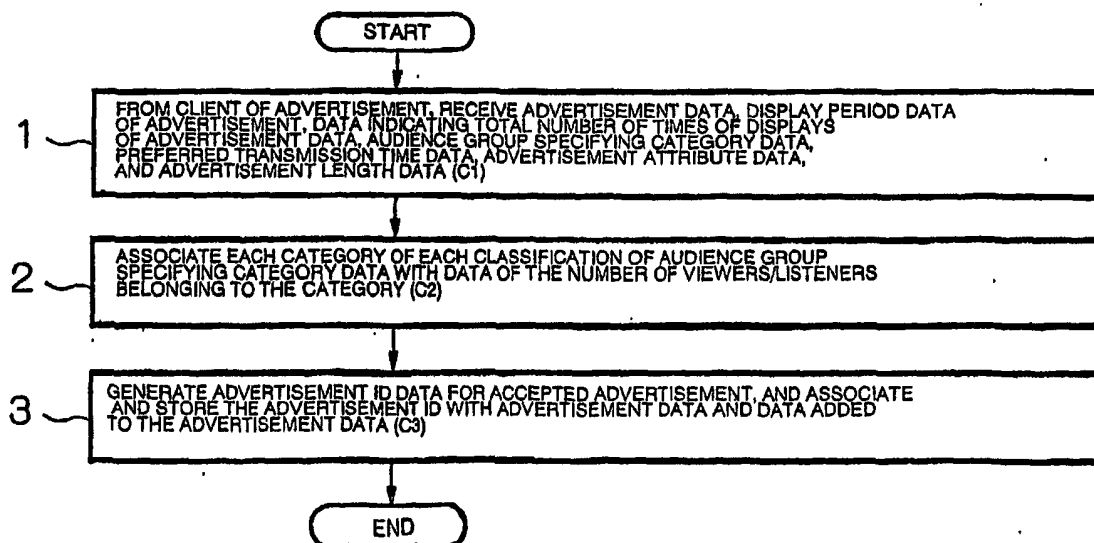 START
1
FROM CLIENT OF ADVERTISEMENT, RECEIVE ADVERTISEMENT DATA, DISPLAY PERIOD DATA
OF ADVERTISEMENT, DATA INDICATING TOTAL NUMBER OF TIMES OF DISPLAYS
OF ADVERTISEMENT DATA, AUDIENCE GROUP SPECIFYING CATEGORY DATA,
PREFERRED TRANSMISSION TIME DATA, ADVERTISEMENT ATTRIBUTE DATA,
AND ADVERTISEMENT LENGTH DATA (C1)
2
ASSOCIATE EACH CATEGORY OF EACH CLASSIFICATION OF AUDIENCE GROUP
SPECIFYING CATEGORY DATA WITH DATA OF THE NUMBER OF VIEWERS/LISTENERS
BELONGING TO THE CATEGORY (C2)
3
GENERATE ADVERTISEMENT ID DATA FOR ACCEPTED ADVERTISEMENT, AND ASSOCIATE
AND STORE THE ADVERTISEMENT ID WITH ADVERTISEMENT DATA AND DATA ADDED
TO THE ADVERTISEMENT DATA (C3)
END